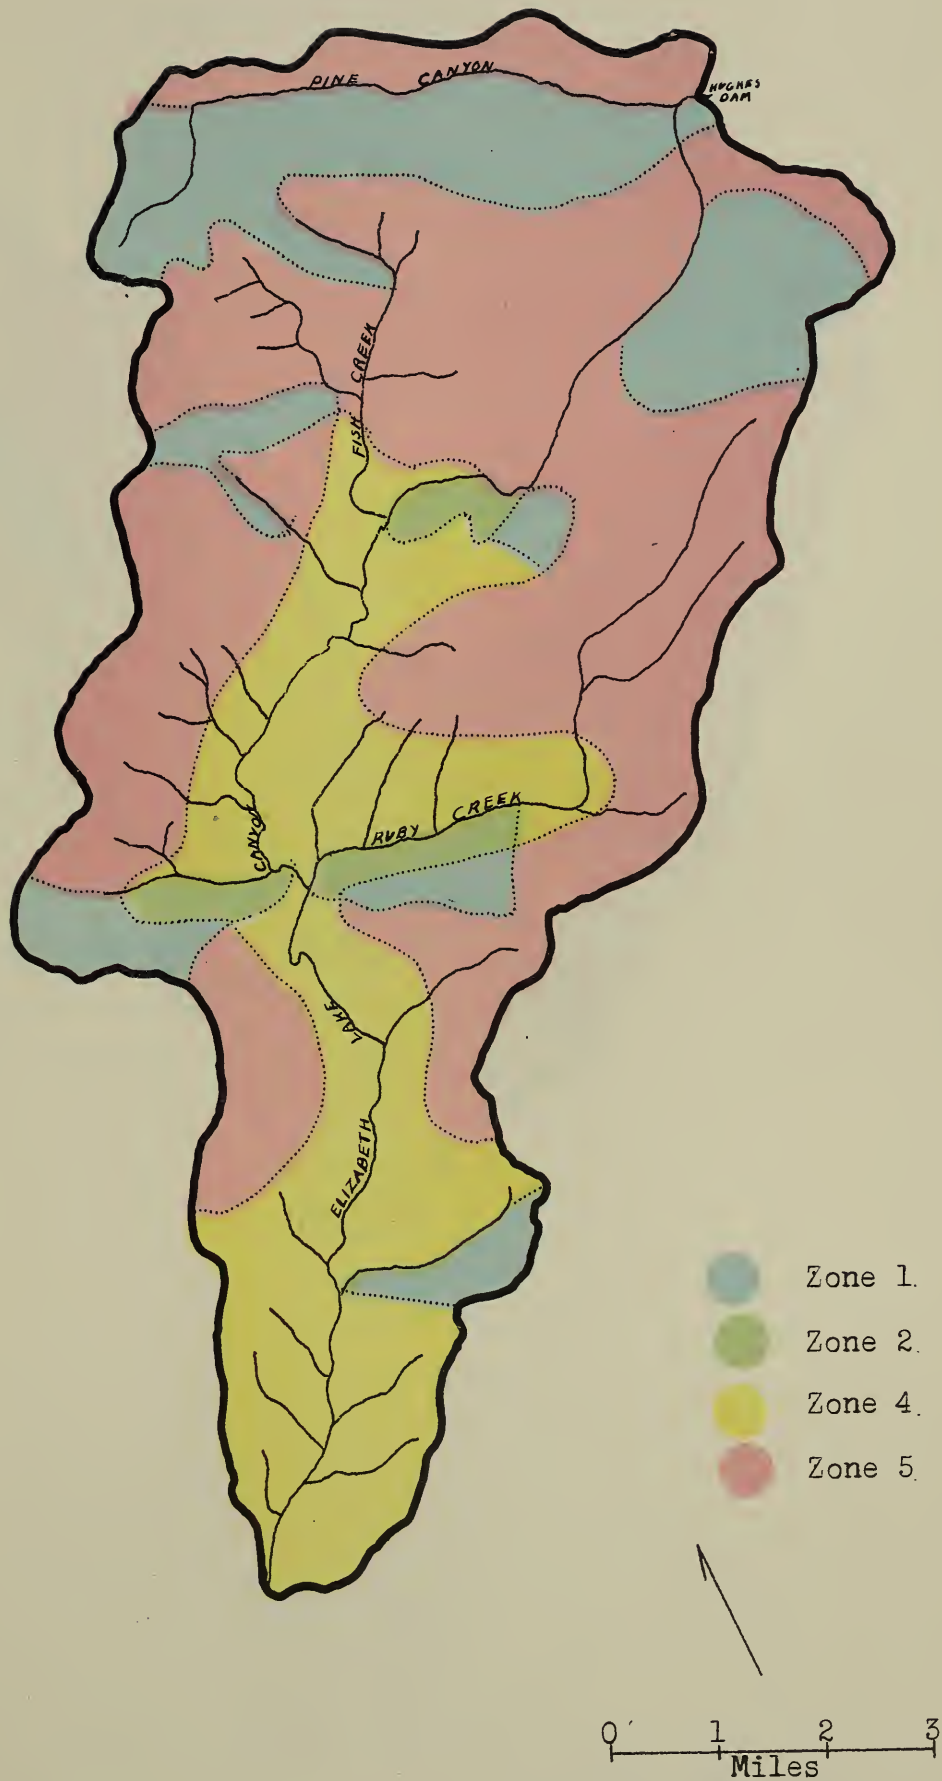 PINE CANYON
HUGHES
DAM
FISH CREEK
RUBY CREEK
CANYON
LAKE
ELIZABETH
Zone 1.
Zone 2.
Zone 4.
Zone 5.
0 1 2 3
Miles